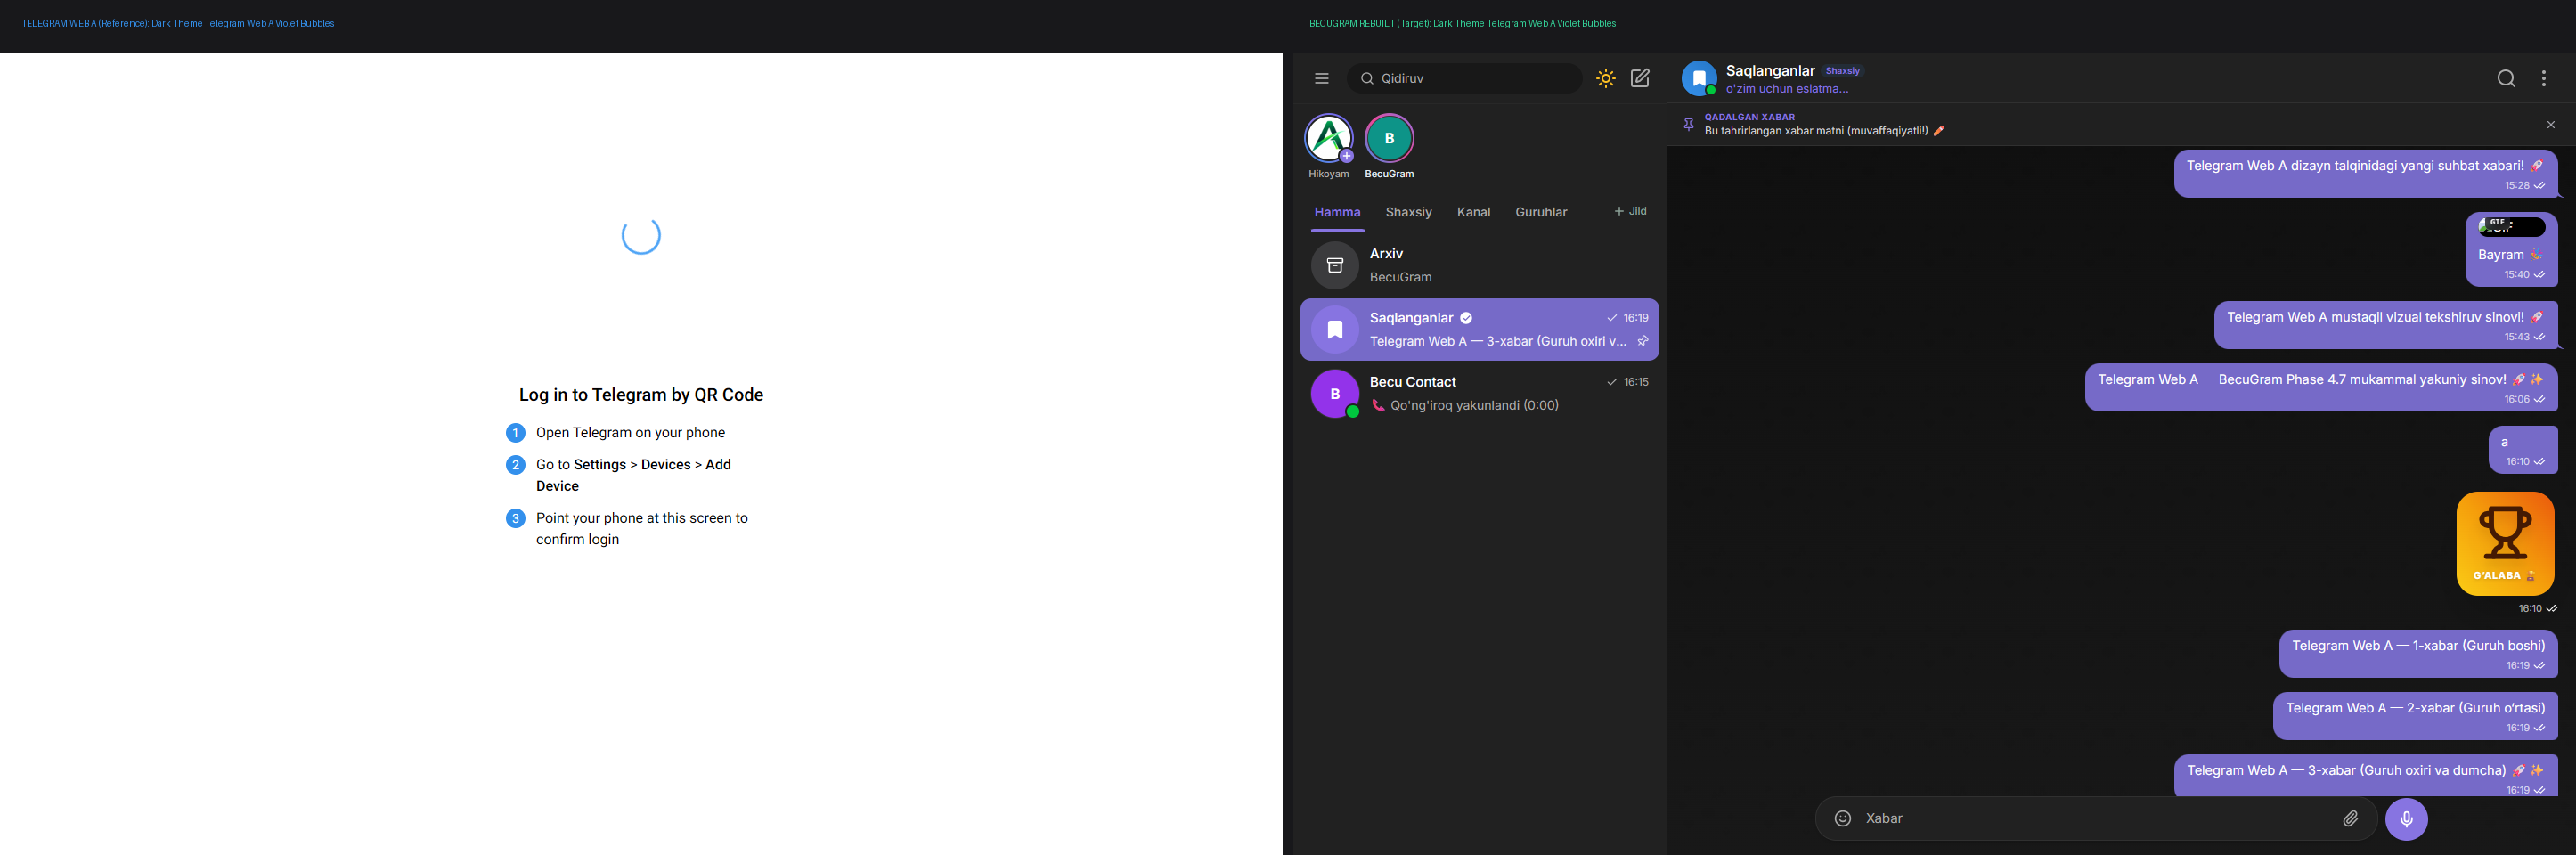 TELEGRAM WEB A (Reference): Dark Theme Telegram Web A Violet Bubbles
Log in to Telegram by QR Code
1 Open Telegram on your phone
2 Go to Settings > Devices > Add
Device
3 Point your phone at this screen to
confirm login
BECUGRAM REBUILT (Target): Dark Theme Telegram Web A Violet Bubbles
Qidiruv
B
Hikoyam
BecuGram
Hamma Shaxsiy Kanal Guruhlar + Jild
Arxiv
BecuGram
Saqlanganlar 16:19
Telegram Web A — 3-xabar (Guruh oxiri v...
B
Becu Contact 16:15
📞 Qo'ng'iroq yakunlandi (0:00)
Saqlanganlar Shaxsiy
o'zim uchun eslatma...
QADALGAN XABAR
Bu tahrirlangan xabar matni (muvaffaqiyatli!)
Telegram Web A dizayn talqinidagi yangi suhbat xabari! 🚀
15:28
GIF
Bayram
15:40
Telegram Web A mustaqil vizual tekshiruv sinovi! 🚀
15:43
Telegram Web A — BecuGram Phase 4.7 mukammal yakuniy sinov! 🚀 ✨
16:06
a
16:10
G'ALABA 🏆
16:10
Telegram Web A — 1-xabar (Guruh boshi)
16:19
Telegram Web A — 2-xabar (Guruh o'rtasi)
16:19
Telegram Web A — 3-xabar (Guruh oxiri va dumcha) 🚀 ✨
16:19
Xabar